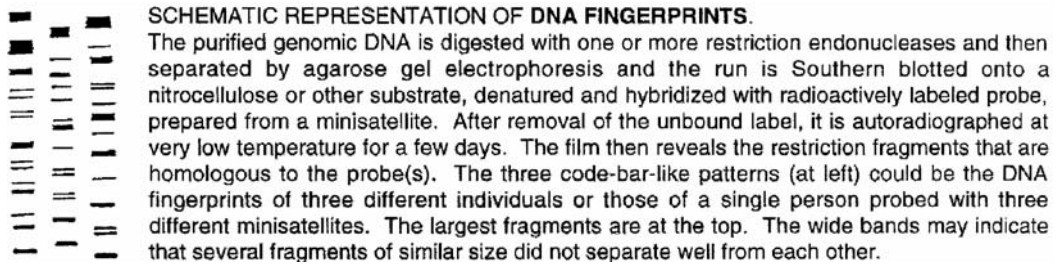 SCHEMATIC REPRESENTATION OF DNA FINGERPRINTS.
The purified genomic DNA is digested with one or more restriction endonucleases and then
separated by agarose gel electrophoresis and the run is Southern blotted onto a
nitrocellulose or other substrate, denatured and hybridized with radioactively labeled probe,
prepared from a minisatellite. After removal of the unbound label, it is autoradiographed at
very low temperature for a few days. The film then reveals the restriction fragments that are
homologous to the probe(s). The three code-bar-like patterns (at left) could be the DNA
fingerprints of three different individuals or those of a single person probed with three
different minisatellites. The largest fragments are at the top. The wide bands may indicate
that several fragments of similar size did not separate well from each other.